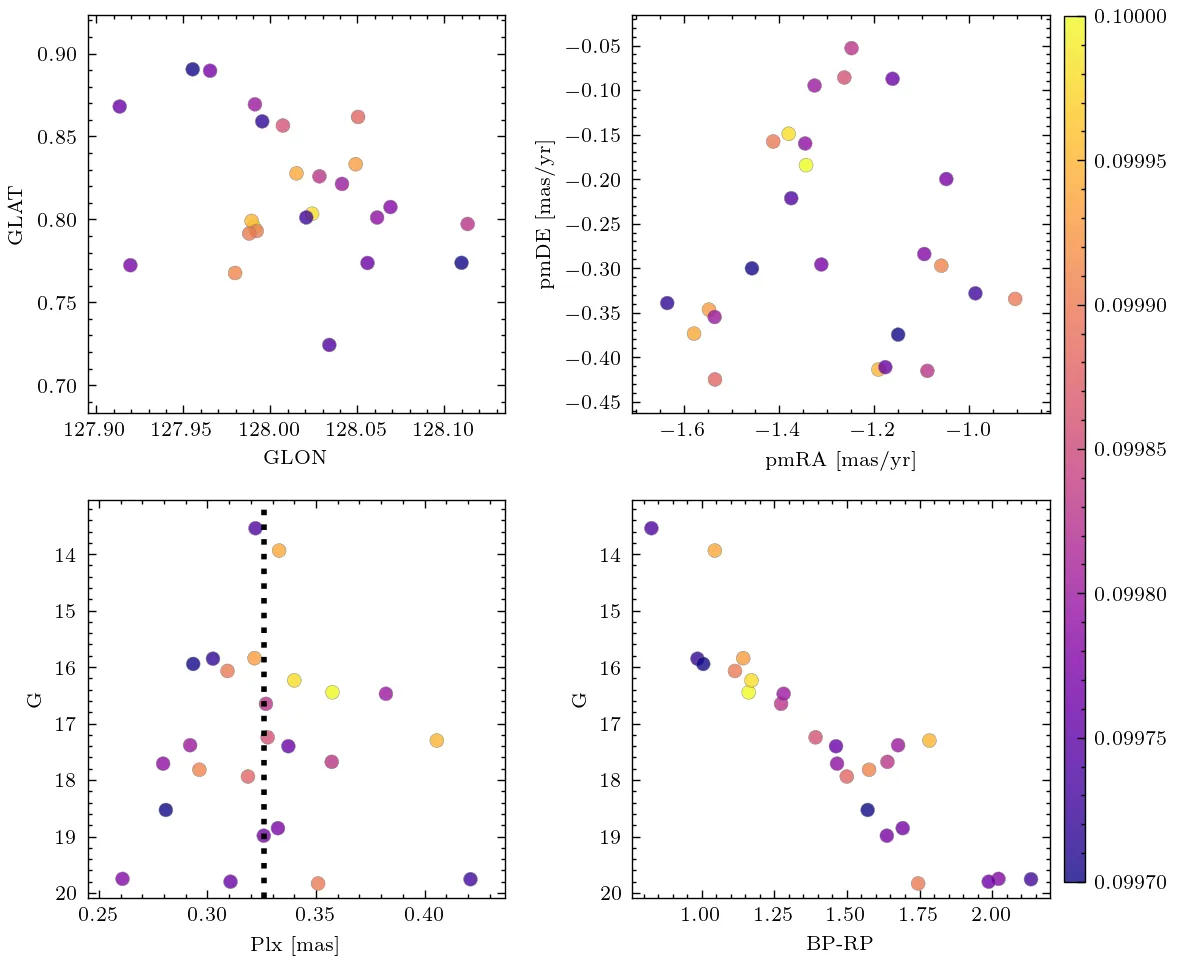 0.90
0.85
0.80
0.75
0.70
GLAT
127.90 127.95 128.00 128.05 128.10
GLON
−0.05
−0.10
−0.15
−0.20
−0.25
−0.30
−0.35
−0.40
−0.45
pmDE [mas/yr]
−1.6 −1.4 −1.2 −1.0
pmRA [mas/yr]
14
15
16
17
18
19
20
G
0.25 0.30 0.35 0.40
Plx [mas]
14
15
16
17
18
19
20
G
1.00 1.25 1.50 1.75 2.00
BP-RP
0.10000
0.09995
0.09990
0.09985
0.09980
0.09975
0.09970